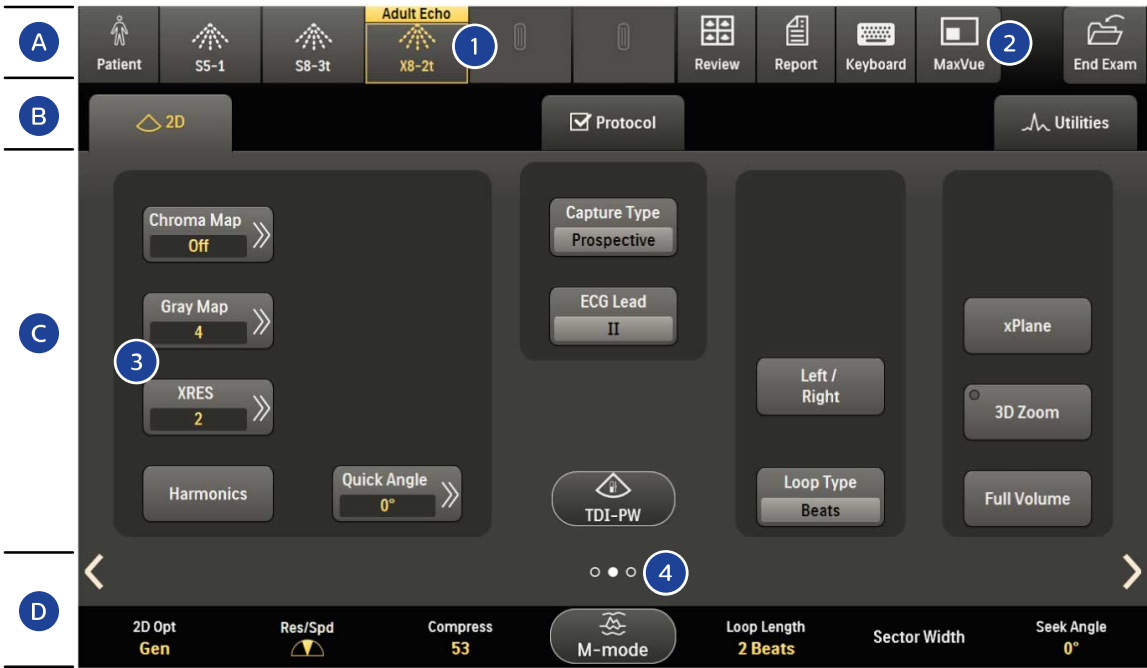 A
Adult Echo
Patient
S5-1
S8-3t
X8-2t
1
Review
Report
Keyboard
MaxVue
2
End Exam
B
2D
Protocol
Utilities
C
Chroma Map
Off
Gray Map
4
3
XRES
2
Harmonics
Quick Angle
0°
Capture Type
Prospective
ECG Lead
II
TDI-PW
Left /
Right
Loop Type
Beats
xPlane
3D Zoom
Full Volume
4
D
2D Opt
Gen
Res/Spd
Compress
53
M-mode
Loop Length
2 Beats
Sector Width
Seek Angle
0°